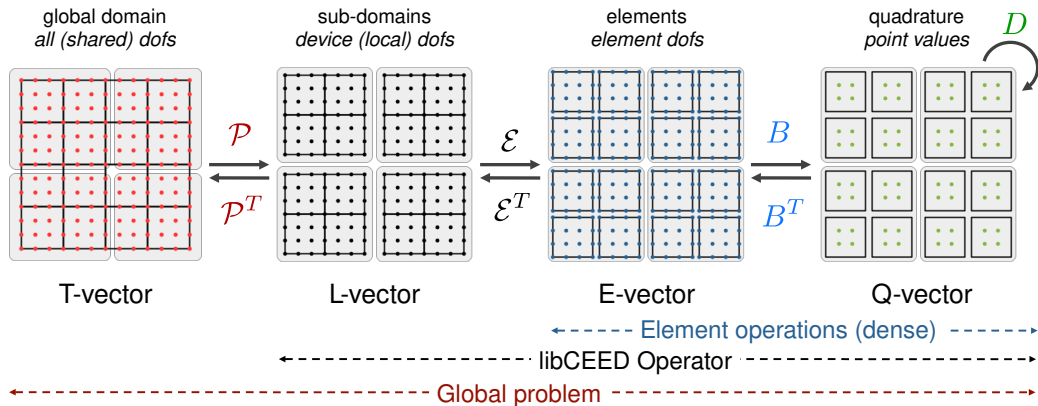 global domain
all (shared) dofs
sub-domains
device (local) dofs
elements
element dofs
quadrature
point values
D
𝒫
𝒫^T
ℰ
ℰ^T
B
B^T
T-vector
L-vector
E-vector
Q-vector
Element operations (dense)
libCEED Operator
Global problem